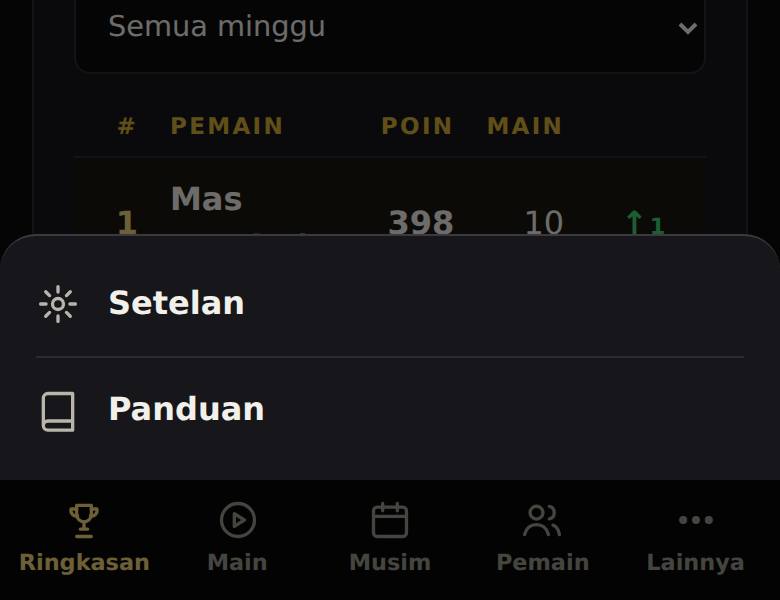 Semua minggu
# PEMAIN POIN MAIN
Mas
1 398 10 ↑1
Setelan
Panduan
Ringkasan Main Musim Pemain Lainnya